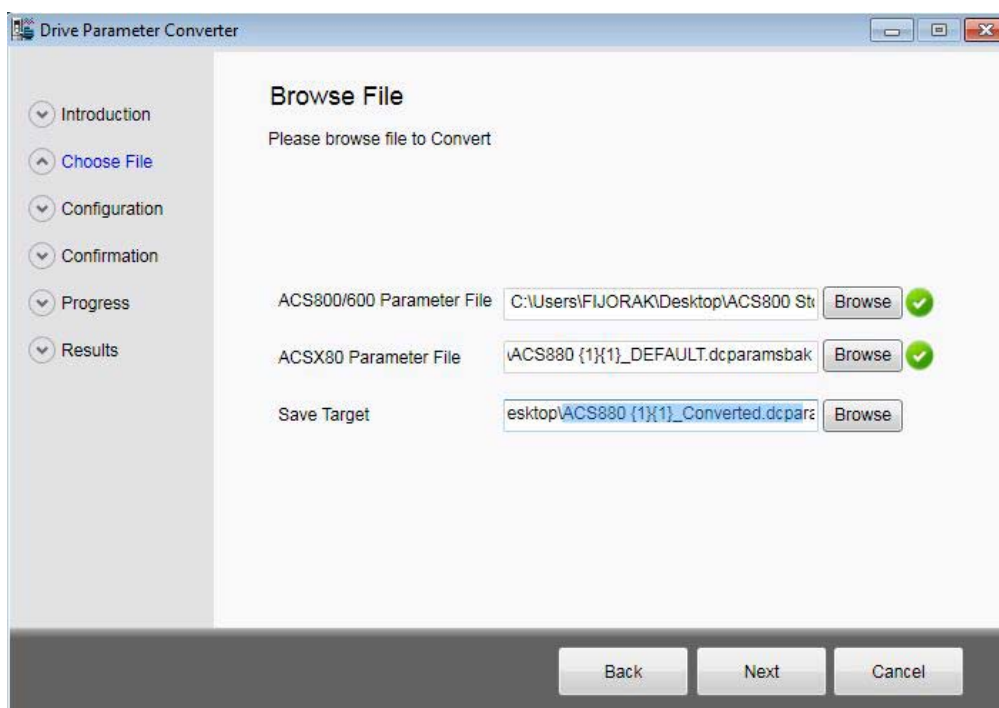 Drive Parameter Converter
Introduction
Choose File
Configuration
Confirmation
Progress
Results
Browse File
Please browse file to Convert
ACS800/600 Parameter File C:\Users\FIJORAK\Desktop\ACS800 Sto Browse
ACSX80 Parameter File \ACS880 {1}{1}_DEFAULT.dcparamsbak Browse
Save Target esktop\ACS880 {1}{1}_Converted.dcpara Browse
Back Next Cancel